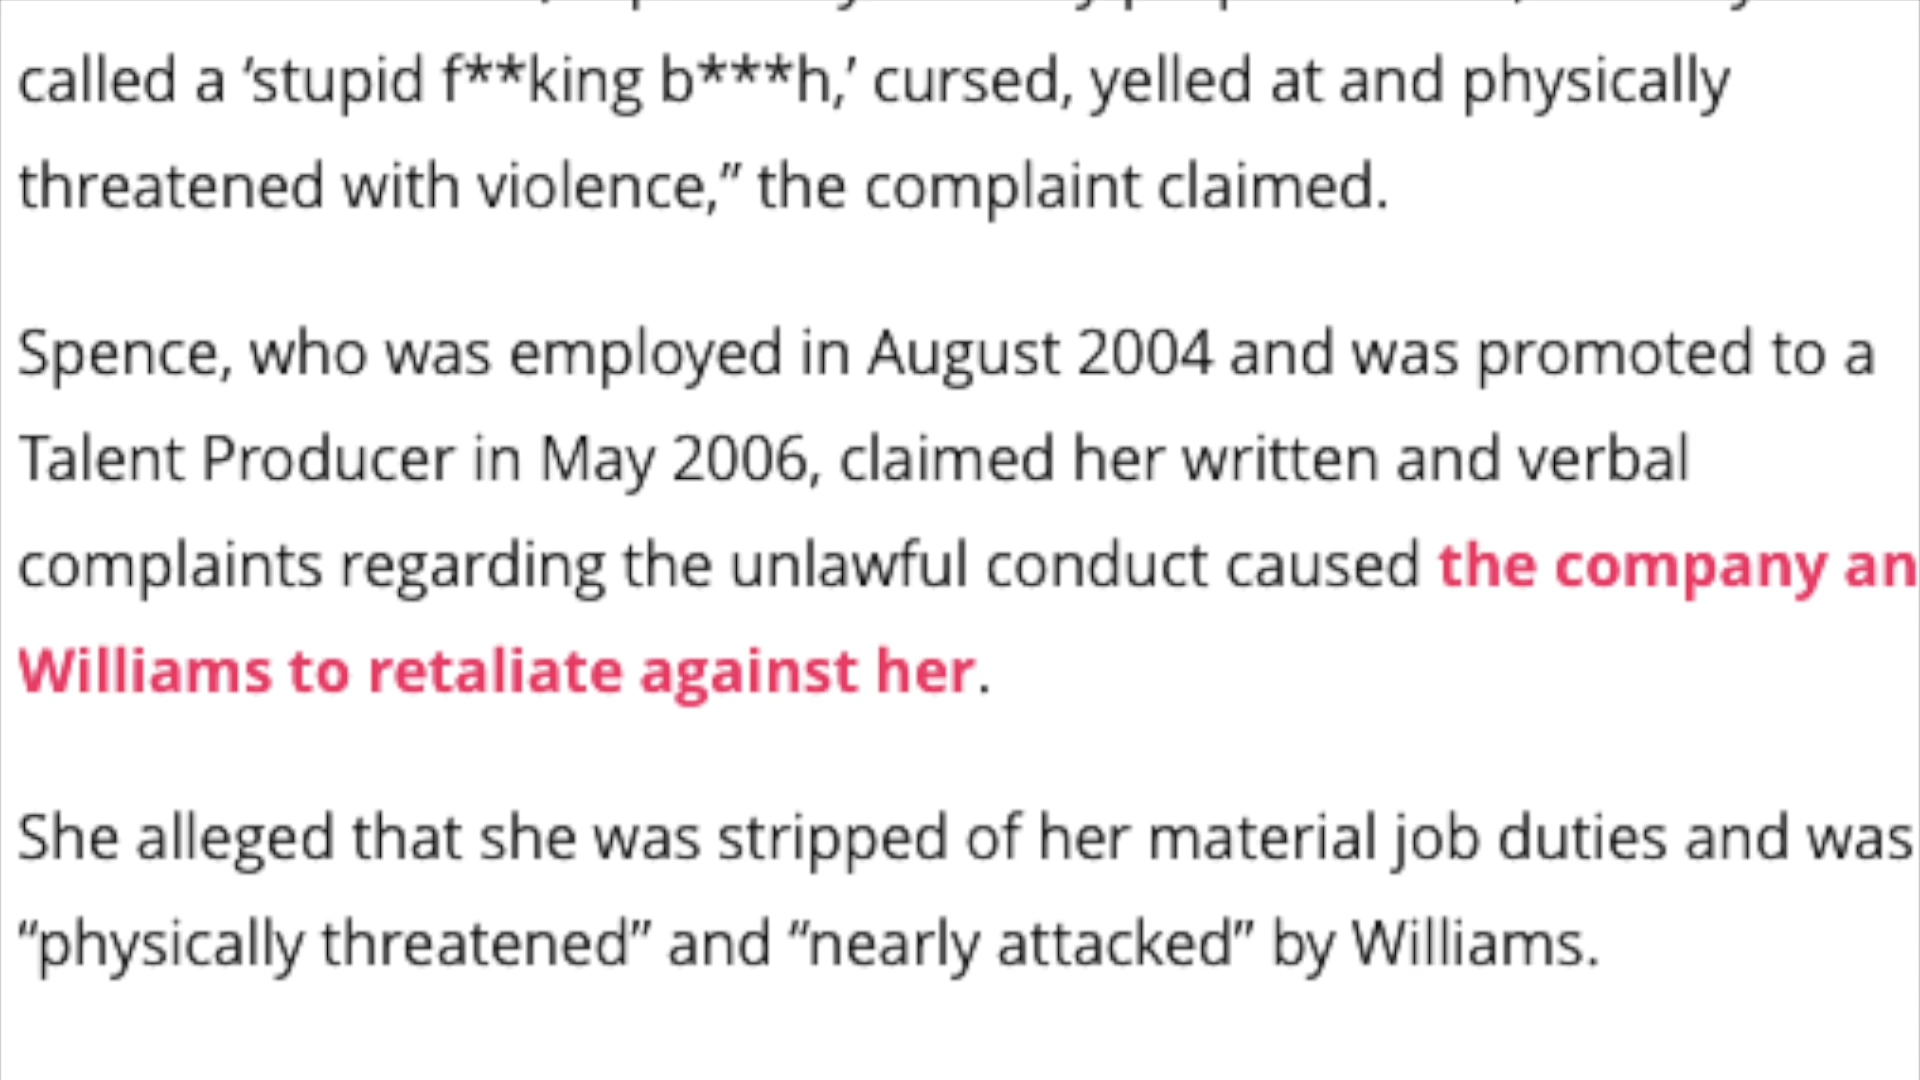 called a ‘stupid f**king b***h,’ cursed, yelled at and physically
threatened with violence,” the complaint claimed.
Spence, who was employed in August 2004 and was promoted to a
Talent Producer in May 2006, claimed her written and verbal
complaints regarding the unlawful conduct caused the company an
Williams to retaliate against her.
She alleged that she was stripped of her material job duties and was
“physically threatened” and “nearly attacked” by Williams.